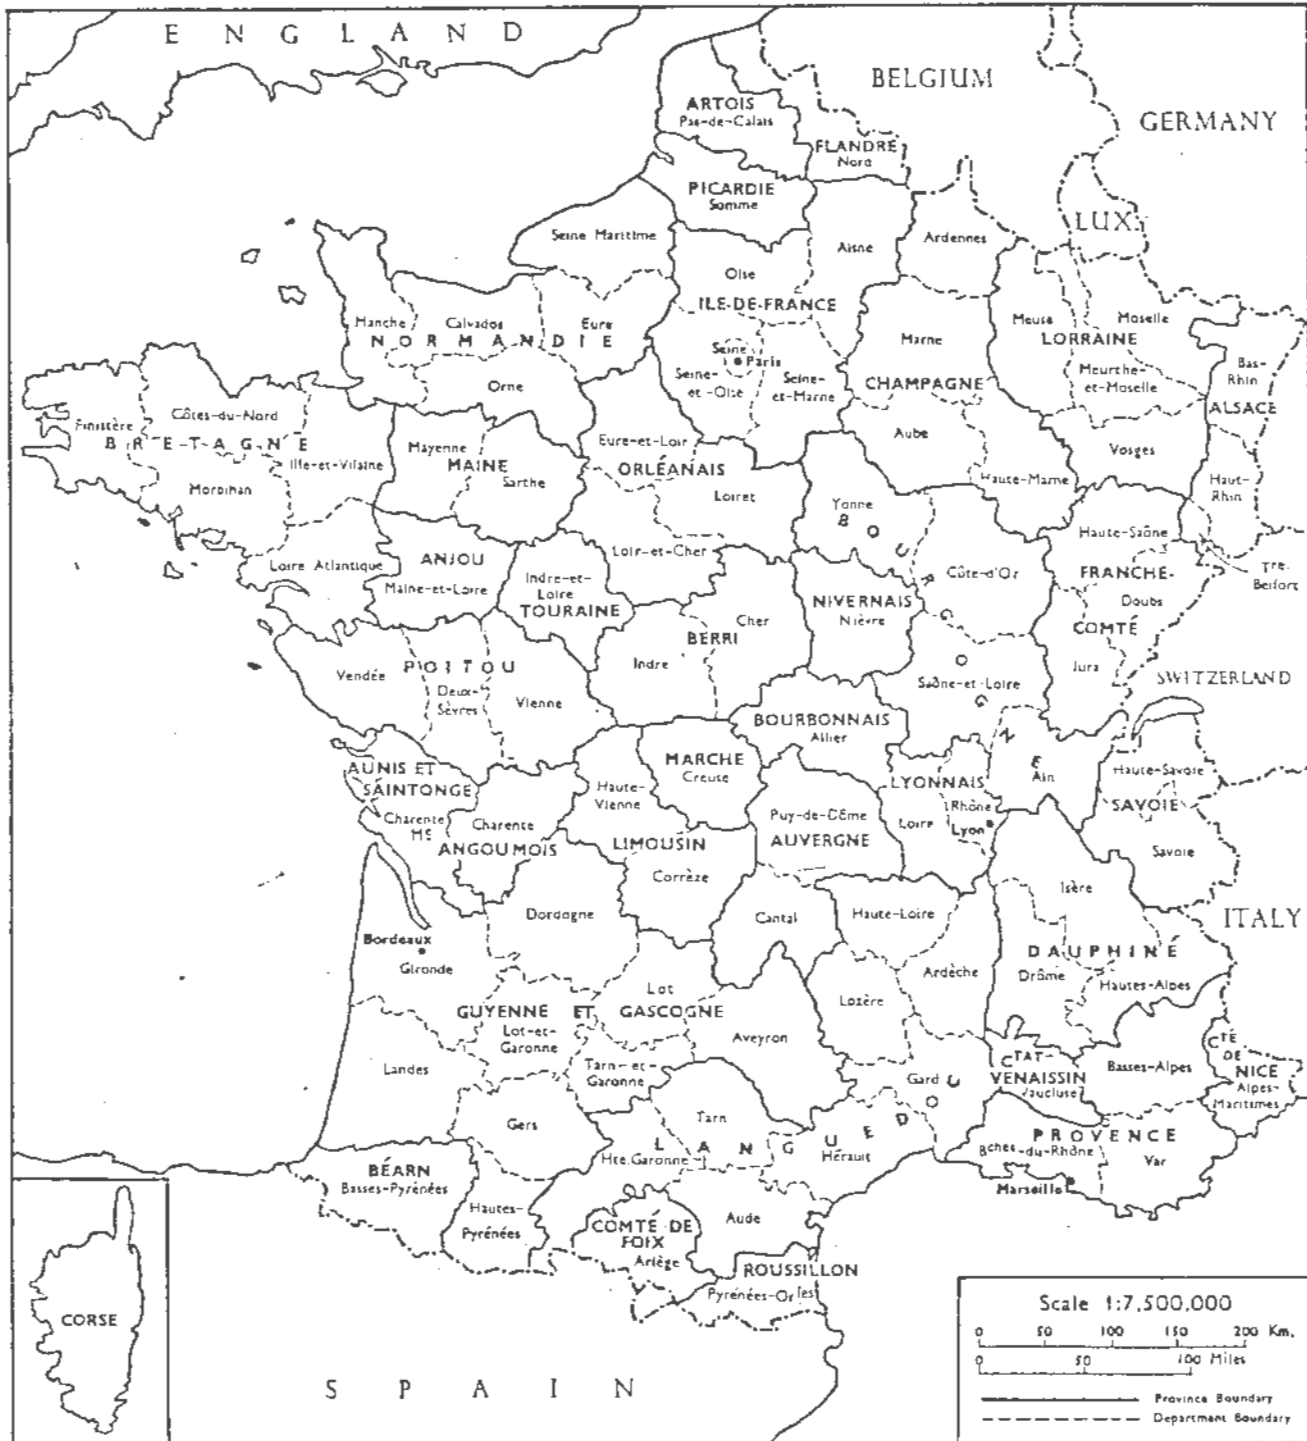 ENGLAND
BELGIUM
GERMANY
LUX.
ARTOIS
Pas-de-Calais
FLANDRE
Nord
PICARDIE
Somme
Seine Maritime
Aisne
Ardennes
Oise
ILE-DE-FRANCE
Manche
Calvados
Eure
NORMANDIE
Orne
Seine
Paris
Seine-
et-Oise
Seine-
et-Marne
Marne
CHAMPAGNE
Aube
Haute-Marne
Meuse
Moselle
LORRAINE
Meurthe-
et-Moselle
Vosges
Bas-
Rhin
ALSACE
Haut-
Rhin
Finistère
Côtes-du-Nord
BRETAGNE
Ille-et-Vilaine
Morbihan
Loire Atlantique
Mayenne
MAINE
Sarthe
Eure-et-Loir
ORLÉANAIS
Loiret
Loir-et-Cher
Yonne
BOURGOGNE
Côte-d'Or
Saône-et-Loire
Ain
Haute-Saône
Tre.
Belfort
FRANCHE-
Doubs
COMTÉ
Jura
SWITZERLAND
ANJOU
Maine-et-Loire
Indre-et-
Loire
TOURAINE
Cher
BERRI
Indre
NIVERNAIS
Nièvre
Vendée
POITOU
Deux-
Sèvres
Vienne
BOURBONNAIS
Allier
AUNIS ET
SAINTONGE
Charente
Charente
ANGOUMOIS
Haute-
Vienne
MARCHE
Creuse
LIMOUSIN
Corrèze
Puy-de-Dôme
AUVERGNE
Cantal
Haute-Loire
LYONNAIS
Rhône
Loire
Lyon
Haute-Savoie
SAVOIE
Savoie
ITALY
Isère
DAUPHINÉ
Drôme
Hautes-Alpes
Bordeaux
Gironde
Dordogne
Lot
GUYENNE ET GASCOGNE
Lot-et-
Garonne
Aveyron
Landes
Tarn-et-
Garonne
Gers
Lozère
Ardèche
Gard
Tarn
LANGUEDOC
Hte. Garonne
Hérault
Aude
CTAT-
VENAISSIN
Vaucluse
Basses-Alpes
CTÉ
DE
NICE
Alpes-
Maritimes
PROVENCE
Bches-du-Rhône
Var
Marseille
BÉARN
Basses-Pyrénées
Hautes-
Pyrénées
COMTÉ DE
FOIX
Ariège
ROUSSILLON
Pyrénées-Or les
CORSE
SPAIN
Scale 1:7,500,000
0 50 100 150 200 Km.
0 50 100 Miles
Province Boundary
Department Boundary